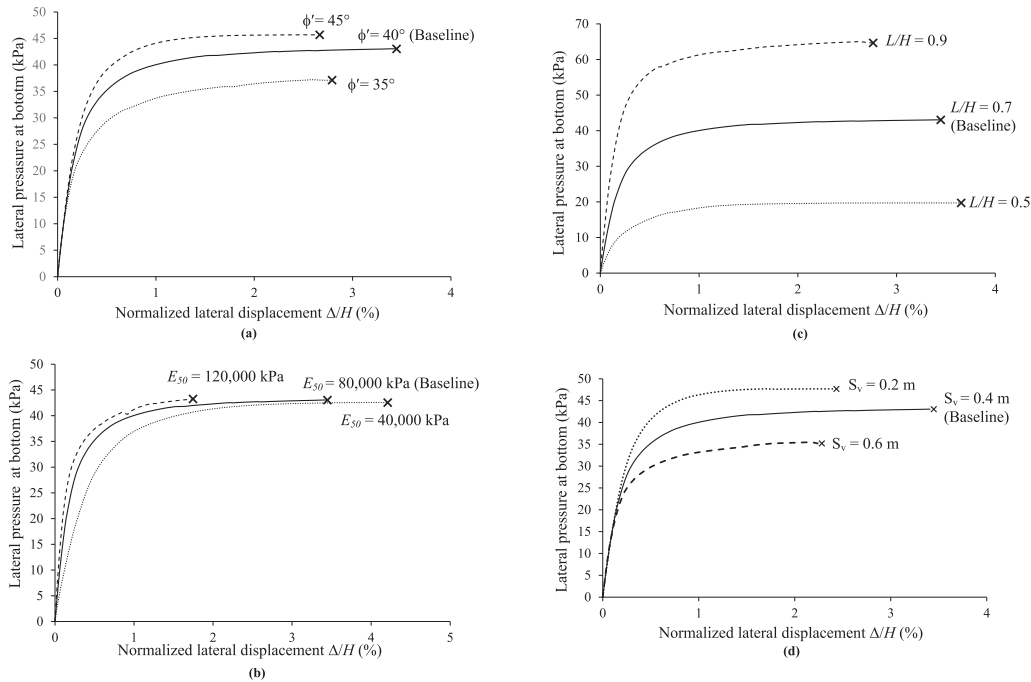 Lateral presasure at bototm (kPa)
50
45
40
35
30
25
20
15
10
5
0
0 1 2 3 4
ϕ′= 45°
ϕ′= 40° (Baseline)
ϕ′= 35°
Normalized lateral displacement Δ/H (%)
(a)
Lateral pressure at bottom (kPa)
70
60
50
40
30
20
10
0
0 1 2 3 4
L/H = 0.9
L/H = 0.7
(Baseline)
L/H = 0.5
Normalized lateral displacement Δ/H (%)
(c)
Lateral pressure at bottom (kPa)
50
45
40
35
30
25
20
15
10
5
0
0 1 2 3 4 5
E50 = 120,000 kPa
E50 = 80,000 kPa (Baseline)
E50 = 40,000 kPa
Normalized lateral displacement Δ/H (%)
(b)
Lateral pressure at bottom (kPa)
50
45
40
35
30
25
20
15
10
5
0
0 1 2 3 4
Sv = 0.2 m
Sv = 0.4 m
(Baseline)
Sv = 0.6 m
Normalized lateral displacement Δ/H (%)
(d)